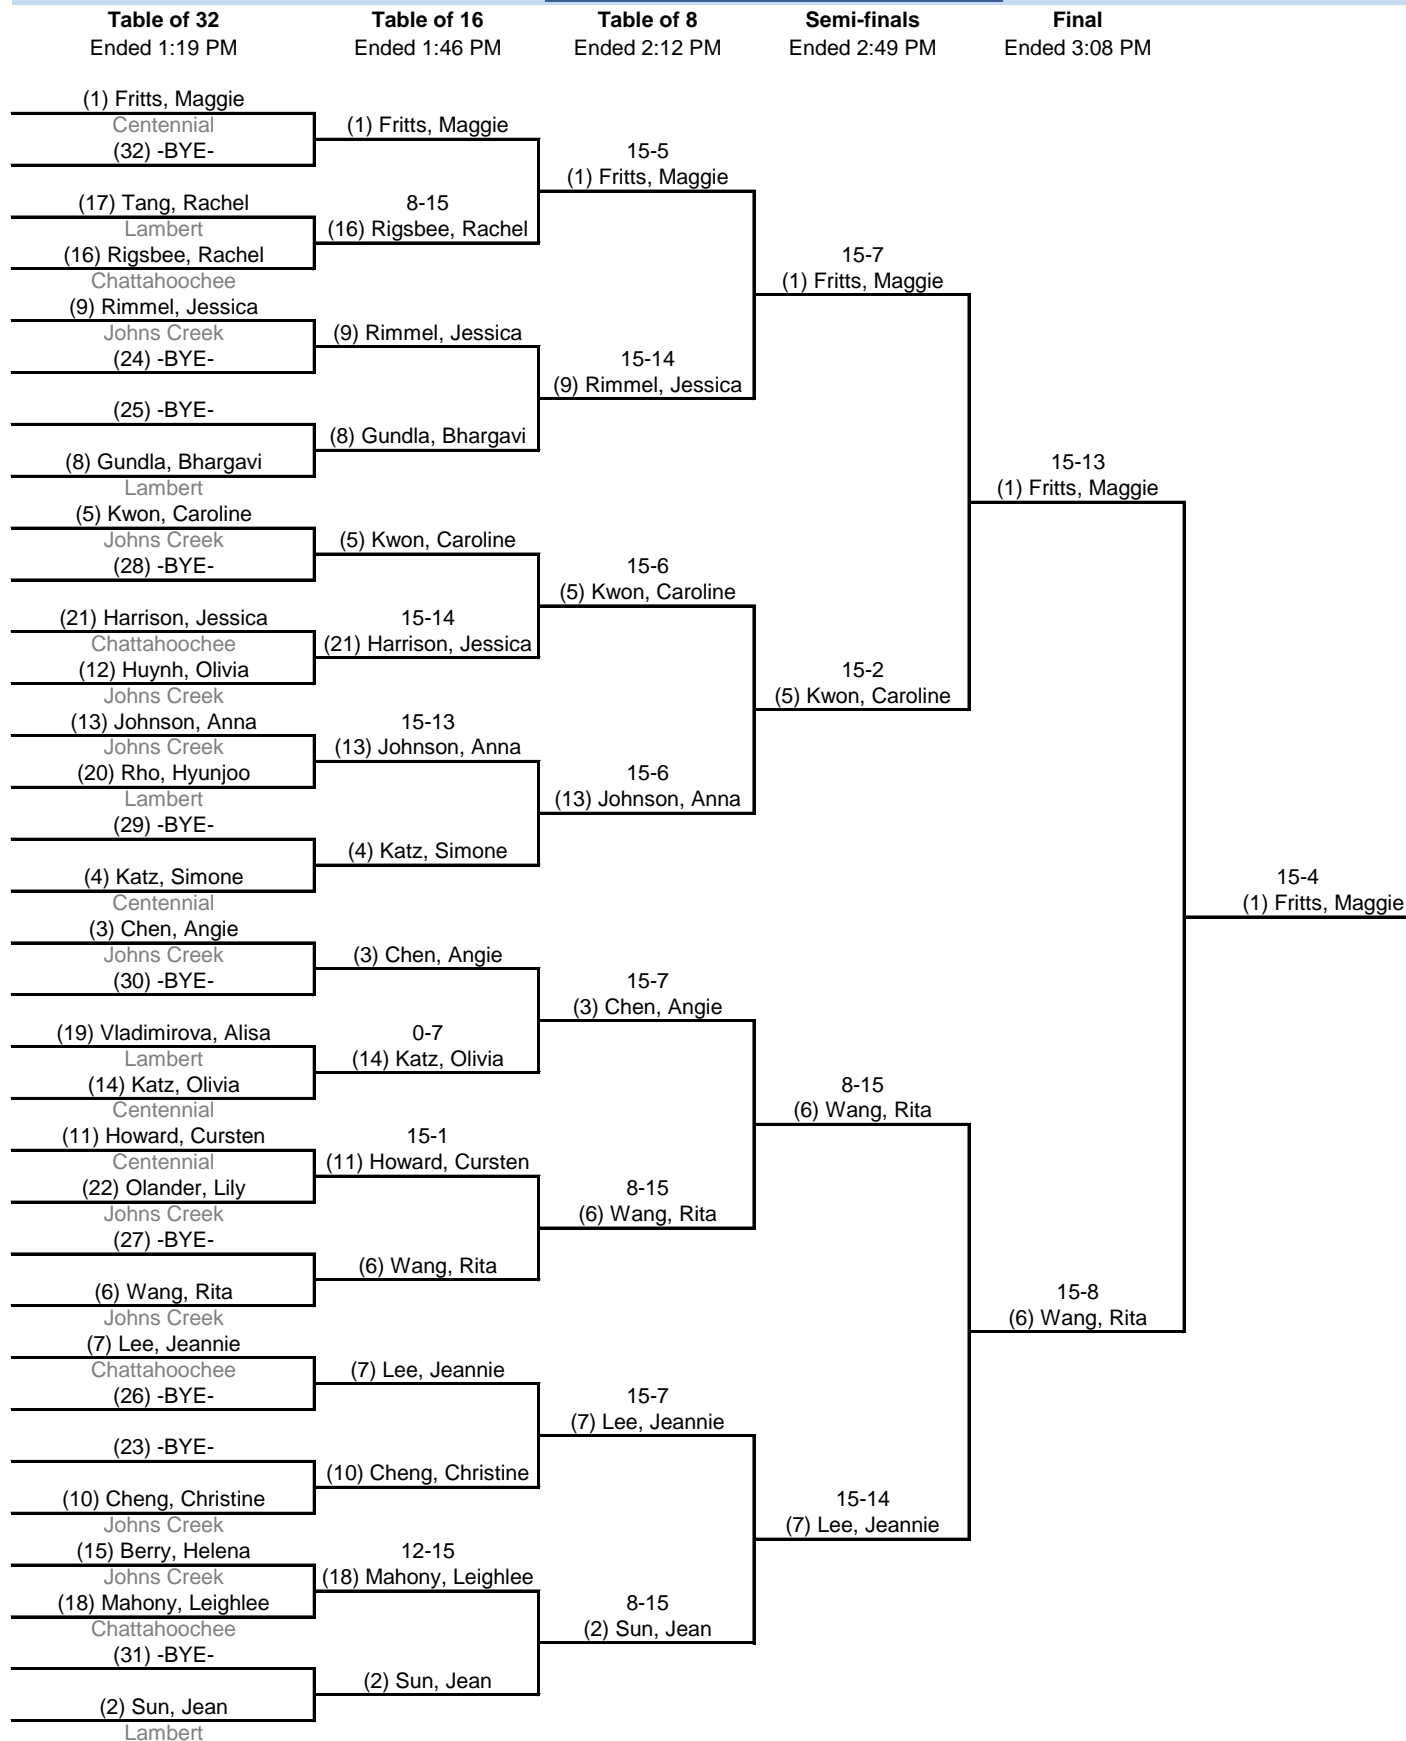 Table of 32
Ended 1:19 PM
Table of 16
Ended 1:46 PM
Table of 8
Ended 2:12 PM
Semi-finals
Ended 2:49 PM
Final
Ended 3:08 PM
(1) Fritts, Maggie
Centennial
(32) -BYE-
(17) Tang, Rachel
Lambert
(16) Rigsbee, Rachel
Chattahoochee
(9) Rimmel, Jessica
Johns Creek
(24) -BYE-
(25) -BYE-
(8) Gundla, Bhargavi
Lambert
(5) Kwon, Caroline
Johns Creek
(28) -BYE-
(21) Harrison, Jessica
Chattahoochee
(12) Huynh, Olivia
Johns Creek
(13) Johnson, Anna
Johns Creek
(20) Rho, Hyunjoo
Lambert
(29) -BYE-
(4) Katz, Simone
Centennial
(3) Chen, Angie
Johns Creek
(30) -BYE-
(19) Vladimirova, Alisa
Lambert
(14) Katz, Olivia
Centennial
(11) Howard, Cursten
Centennial
(22) Olander, Lily
Johns Creek
(27) -BYE-
(6) Wang, Rita
Johns Creek
(7) Lee, Jeannie
Chattahoochee
(26) -BYE-
(23) -BYE-
(10) Cheng, Christine
Johns Creek
(15) Berry, Helena
Johns Creek
(18) Mahony, Leighlee
Chattahoochee
(31) -BYE-
(2) Sun, Jean
Lambert
(1) Fritts, Maggie
8-15
(16) Rigsbee, Rachel
(9) Rimmel, Jessica
(8) Gundla, Bhargavi
(5) Kwon, Caroline
15-14
(21) Harrison, Jessica
15-13
(13) Johnson, Anna
(4) Katz, Simone
(3) Chen, Angie
0-7
(14) Katz, Olivia
15-1
(11) Howard, Cursten
(6) Wang, Rita
(7) Lee, Jeannie
(10) Cheng, Christine
12-15
(18) Mahony, Leighlee
(2) Sun, Jean
15-5
(1) Fritts, Maggie
15-14
(9) Rimmel, Jessica
15-6
(5) Kwon, Caroline
15-6
(13) Johnson, Anna
15-7
(3) Chen, Angie
8-15
(6) Wang, Rita
15-7
(7) Lee, Jeannie
8-15
(2) Sun, Jean
15-7
(1) Fritts, Maggie
15-2
(5) Kwon, Caroline
8-15
(6) Wang, Rita
15-14
(7) Lee, Jeannie
15-13
(1) Fritts, Maggie
15-8
(6) Wang, Rita
15-4
(1) Fritts, Maggie